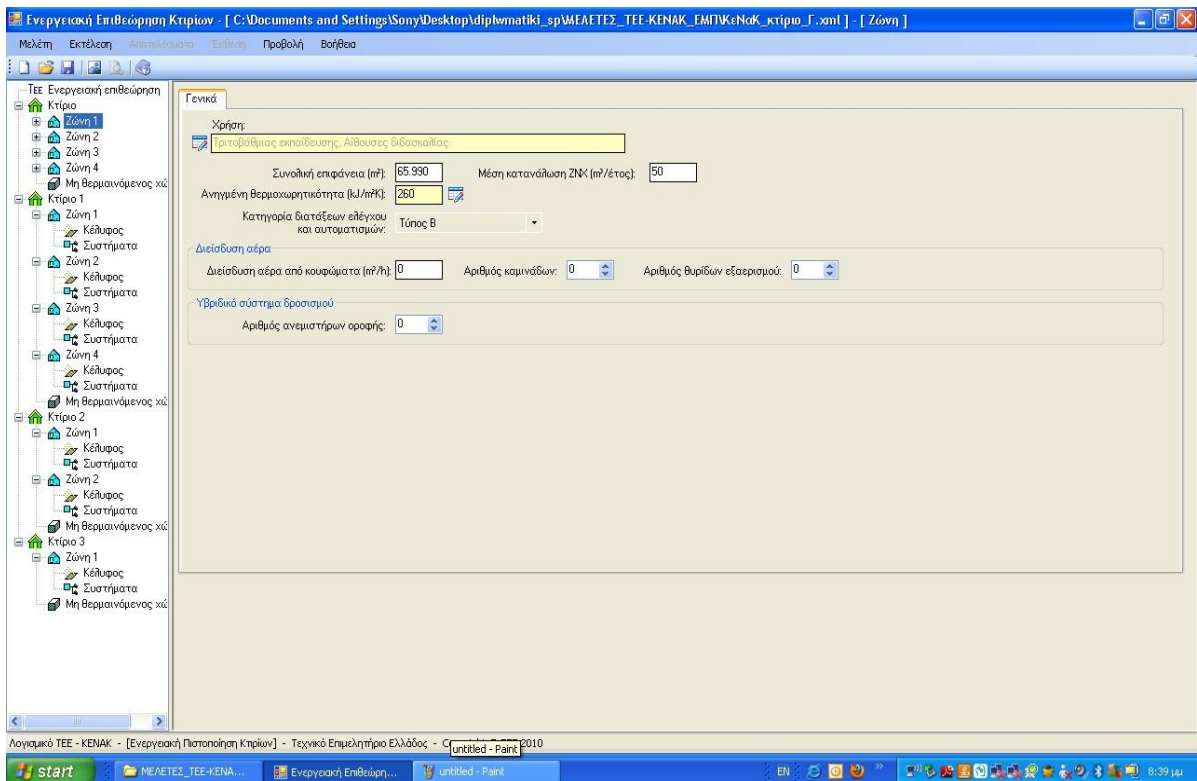 Ενεργειακή Επιθεώρηση Κτιρίων - [ C:\Documents and Settings\Sony\Desktop\diplwmatiki_sp\ΜΕΛΕΤΕΣ_ΤΕΕ-ΚΕΝΑΚ_ΕΜΠ\ΚεΝαΚ_κτίριο_Γ.xml ] - [ Ζώνη ]
Μελέτη Εκτέλεση Αποτελέσματα Έκθεση Προβολή Βοήθεια
ΤΕΕ Ενεργειακή επιθεώρηση
Κτίριο
Ζώνη 1
Ζώνη 2
Ζώνη 3
Ζώνη 4
Μη θερμαινόμενος χώ
Κτίριο 1
Ζώνη 1
Κέλυφος
Συστήματα
Ζώνη 2
Κέλυφος
Συστήματα
Ζώνη 3
Κέλυφος
Συστήματα
Ζώνη 4
Κέλυφος
Συστήματα
Μη θερμαινόμενος χώ
Κτίριο 2
Ζώνη 1
Κέλυφος
Συστήματα
Ζώνη 2
Κέλυφος
Συστήματα
Μη θερμαινόμενος χώ
Κτίριο 3
Ζώνη 1
Κέλυφος
Συστήματα
Μη θερμαινόμενος χώ
Γενικά
Χρήση:
Τριτοβάθμιας εκπαίδευσης, Αίθουσες διδασκαλίας
Συνολική επιφάνεια (m²): 65.990 Μέση κατανάλωση ΖΝΧ (m³/έτος): 50
Ανηγμένη θερμοχωρητικότητα (kJ/m²K): 260
Κατηγορία διατάξεων ελέγχου
και αυτοματισμών: Τύπος Β
Διείσδυση αέρα
Διείσδυση αέρα από κουφώματα (m³/h): 0 Αριθμός καμινάδων: 0 Αριθμός θυρίδων εξαερισμού: 0
Υβριδικό σύστημα δροσισμού
Αριθμός ανεμιστήρων οροφής: 0
Λογισμικό ΤΕΕ - ΚΕΝΑΚ - [Ενεργειακή Πιστοποίηση Κτιρίων] - Τεχνικό Επιμελητήριο Ελλάδος - 2010
untitled - Paint
start ΜΕΛΕΤΕΣ_ΤΕΕ-ΚΕΝΑ... Ενεργειακή Επιθεώρη... untitled - Paint EN 8:39 μμ